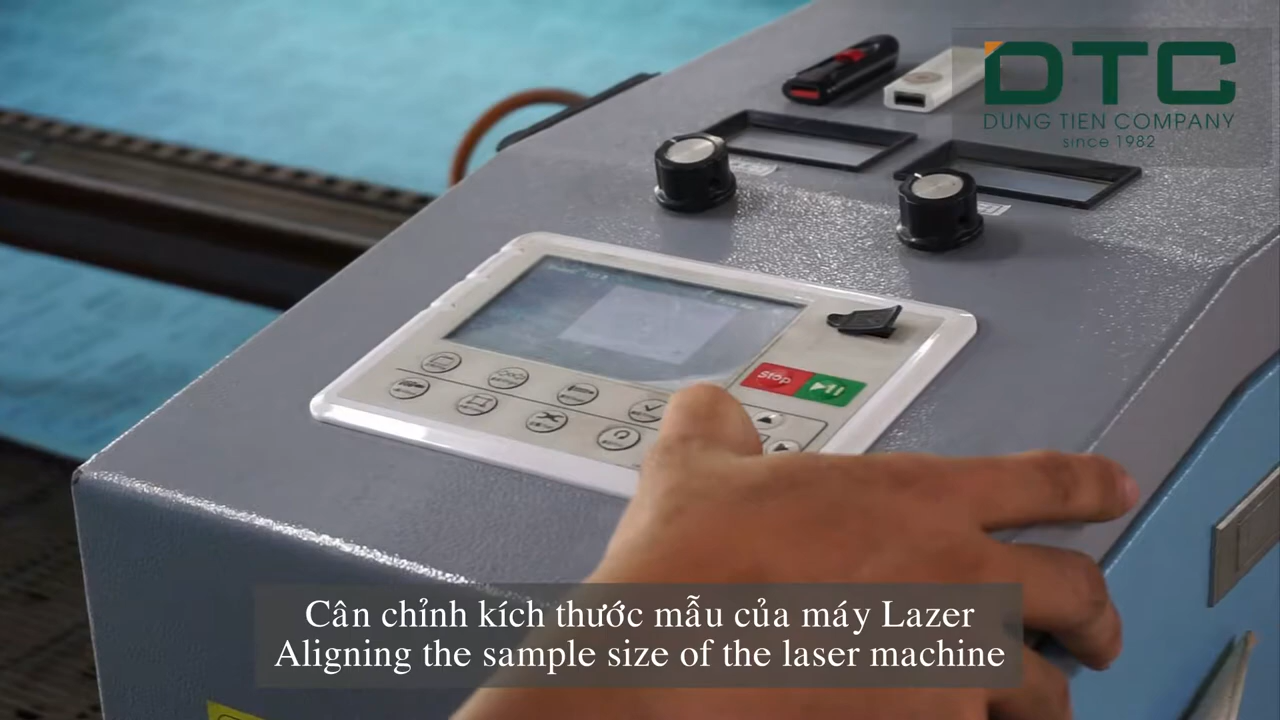 DTC
DUNG TIEN COMPANY
since 1982
stop
Cân chỉnh kích thước mẫu của máy Lazer
Aligning the sample size of the laser machine